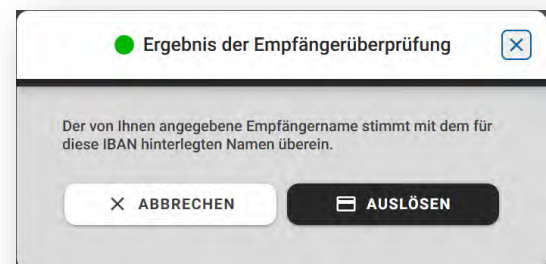 Ergebnis der Empfängerüberprüfung
Der von Ihnen angegebene Empfängername stimmt mit dem für
diese IBAN hinterlegten Namen überein.
ABBRECHEN
AUSLÖSEN